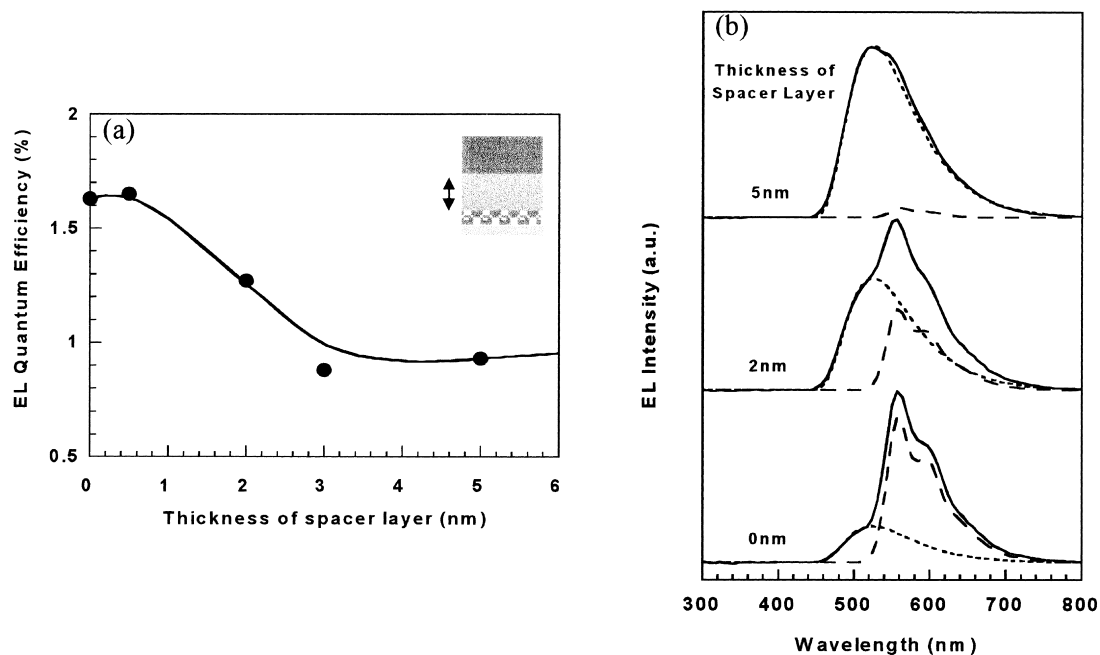 (a)
EL Quantum Efficiency (%)
2
1.5
1
0.5
0 1 2 3 4 5 6
Thickness of spacer layer (nm)
(b)
Thickness of
Spacer Layer
5nm
2nm
0nm
EL Intensity (a.u.)
300 400 500 600 700 800
Wavelength (nm)